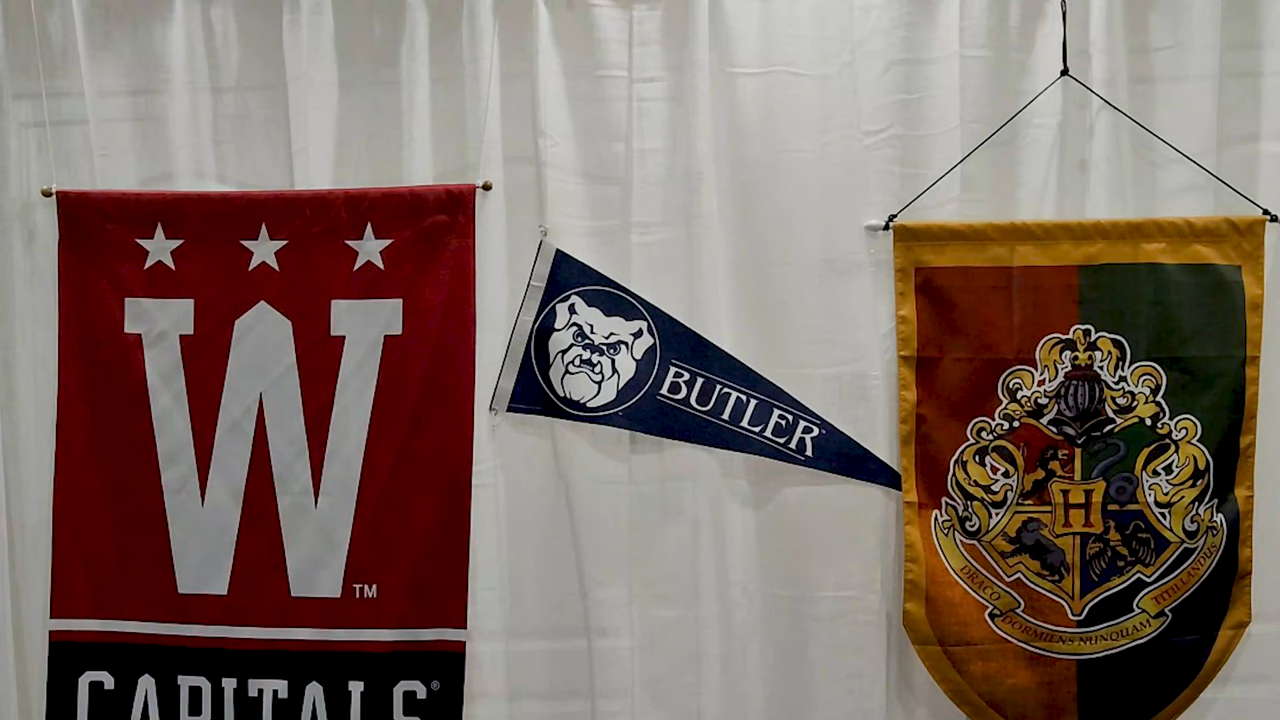 W
TM
CAPITALS®
BUTLER
H
DRACO DORMIENS NUNQUAM TITILLANDUS